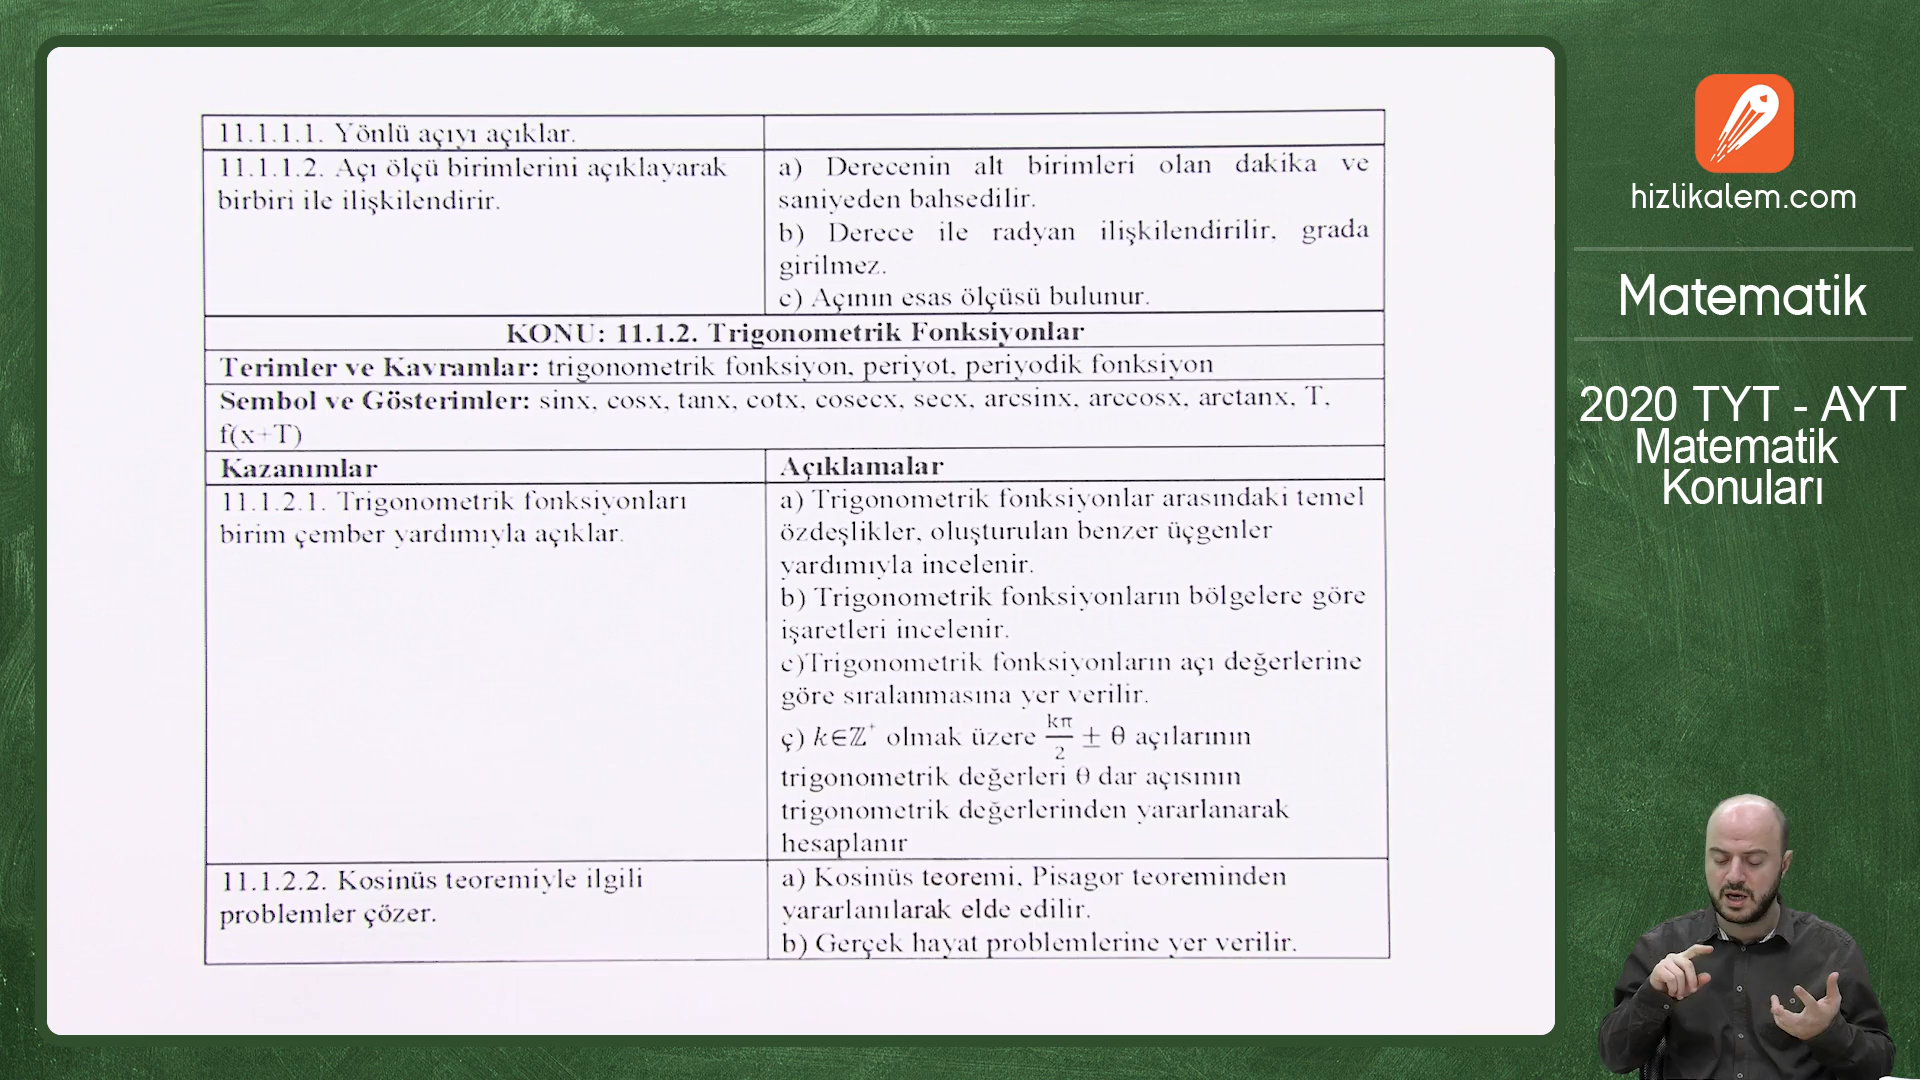 11.1.1.1. Yönlü açıyı açıklar.
11.1.1.2. Açı ölçü birimlerini açıklayarak
birbiri ile ilişkilendirir.
a) Derecenin alt birimleri olan dakika ve
saniyeden bahsedilir.
b) Derece ile radyan ilişkilendirilir, grada
girilmez.
c) Açının esas ölçüsü bulunur.
KONU: 11.1.2. Trigonometrik Fonksiyonlar
Terimler ve Kavramlar: trigonometrik fonksiyon, periyot, periyodik fonksiyon
Sembol ve Gösterimler: sinx, cosx, tanx, cotx, cosecx, secx, arcsinx, arccosx, arctanx, T,
f(x+T)
Kazanımlar
Açıklamalar
11.1.2.1. Trigonometrik fonksiyonları
birim çember yardımıyla açıklar.
a) Trigonometrik fonksiyonlar arasındaki temel
özdeşlikler, oluşturulan benzer üçgenler
yardımıyla incelenir.
b) Trigonometrik fonksiyonların bölgelere göre
işaretleri incelenir.
c)Trigonometrik fonksiyonların açı değerlerine
göre sıralanmasına yer verilir.
ç) k∈ℤ⁺ olmak üzere kπ/2 ± θ açılarının
trigonometrik değerleri θ dar açısının
trigonometrik değerlerinden yararlanarak
hesaplanır
11.1.2.2. Kosinüs teoremiyle ilgili
problemler çözer.
a) Kosinüs teoremi, Pisagor teoreminden
yararlanılarak elde edilir.
b) Gerçek hayat problemlerine yer verilir.
hizlikalem.com
Matematik
2020 TYT - AYT
Matematik
Konuları